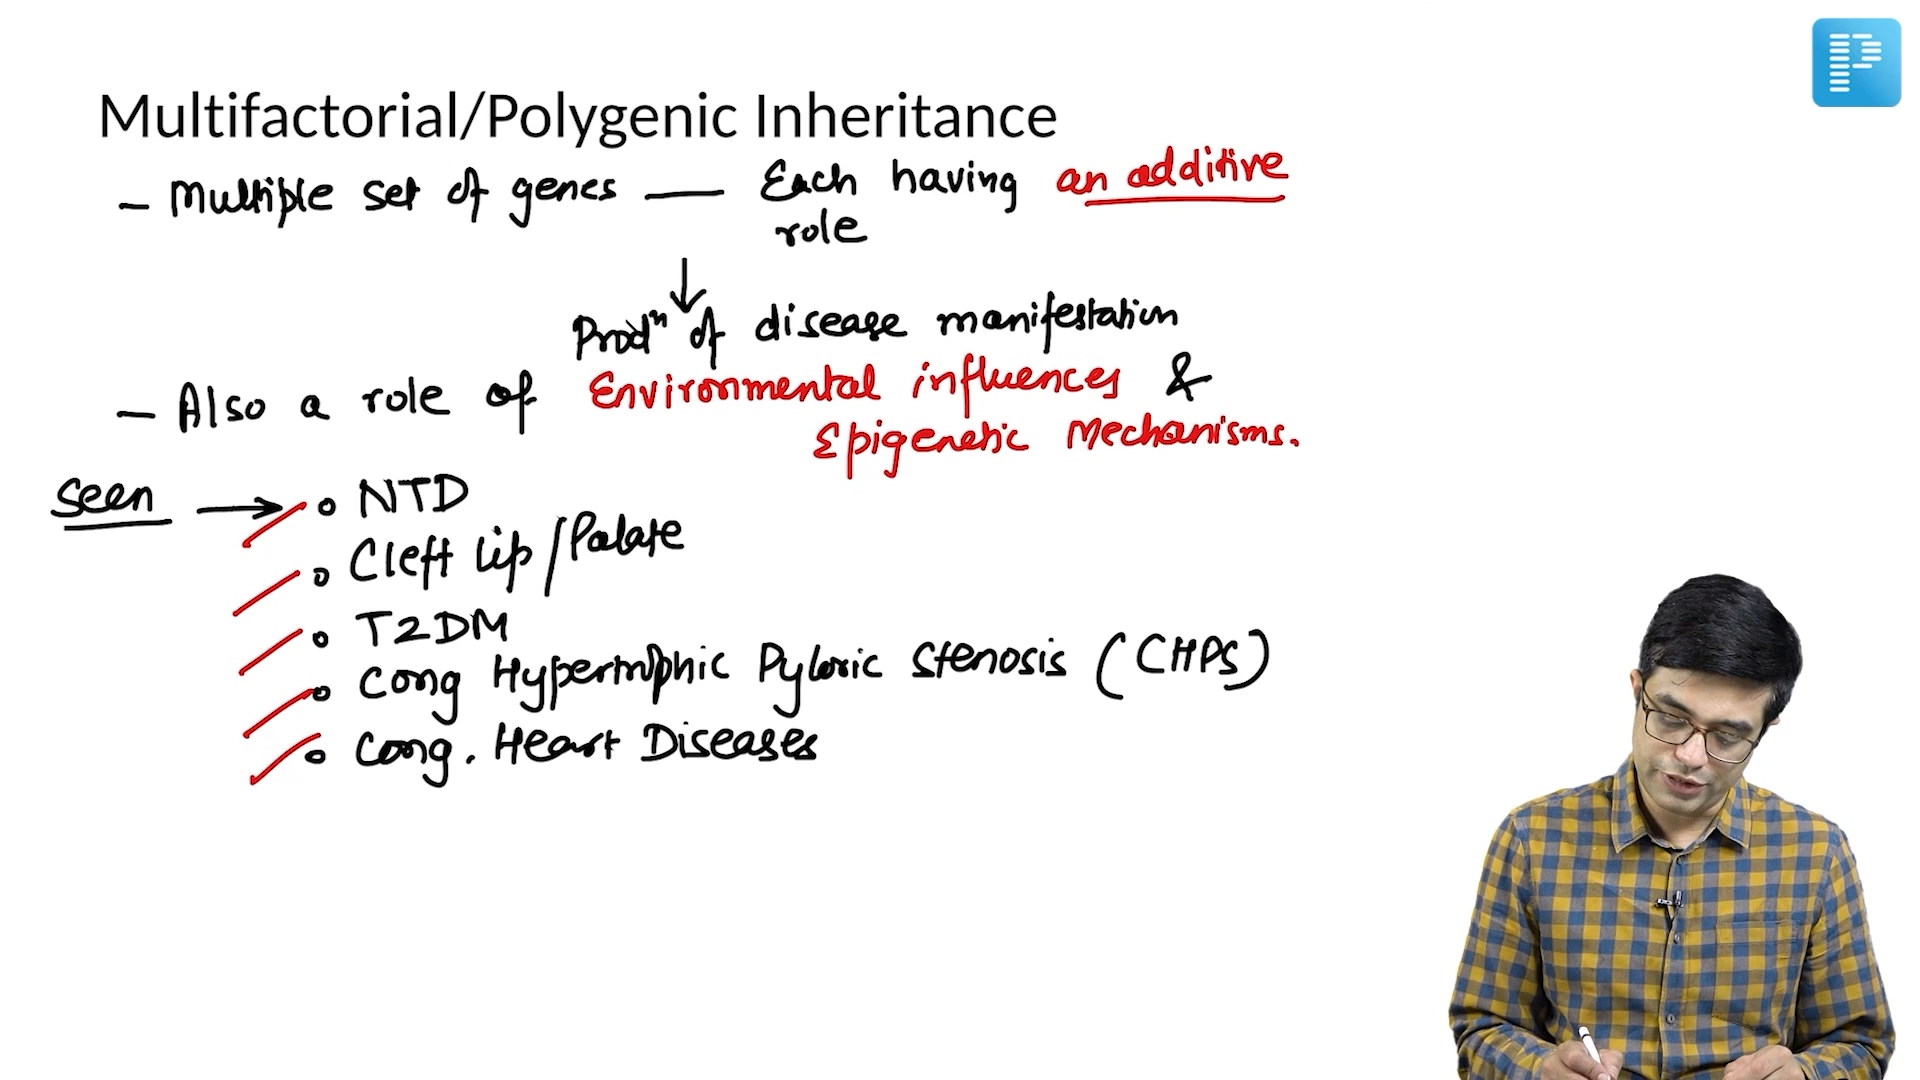 Multifactorial/Polygenic Inheritance
- Multiple set of genes — Each having an additive
role
↓
Prodⁿ of disease manifestation
- Also a role of Environmental influences &
Epigenetic Mechanisms.
Seen → o NTD
o Cleft lip/Palate
o T2DM
o Cong Hypertrophic Pyloric Stenosis (CHPS)
o Cong. Heart Diseases
P